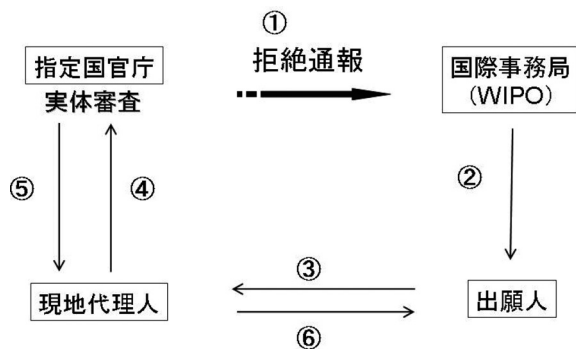 ①
拒絶通報
指定国官庁
実体審査
国際事務局
(WIPO)
⑤
④
②
③
現地代理人
出願人
⑥